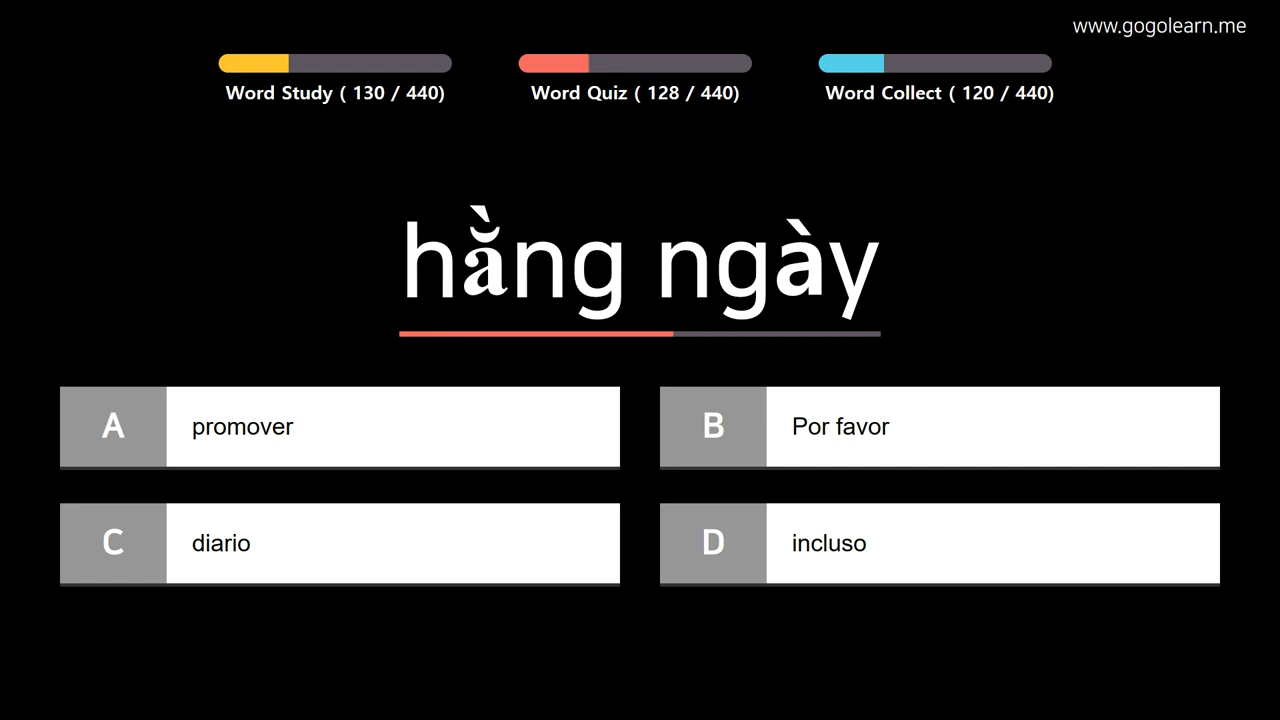 www.gogolearn.me
Word Study ( 130 / 440)
Word Quiz ( 128 / 440)
Word Collect ( 120 / 440)
hằng ngày
A promover
B Por favor
C diario
D incluso